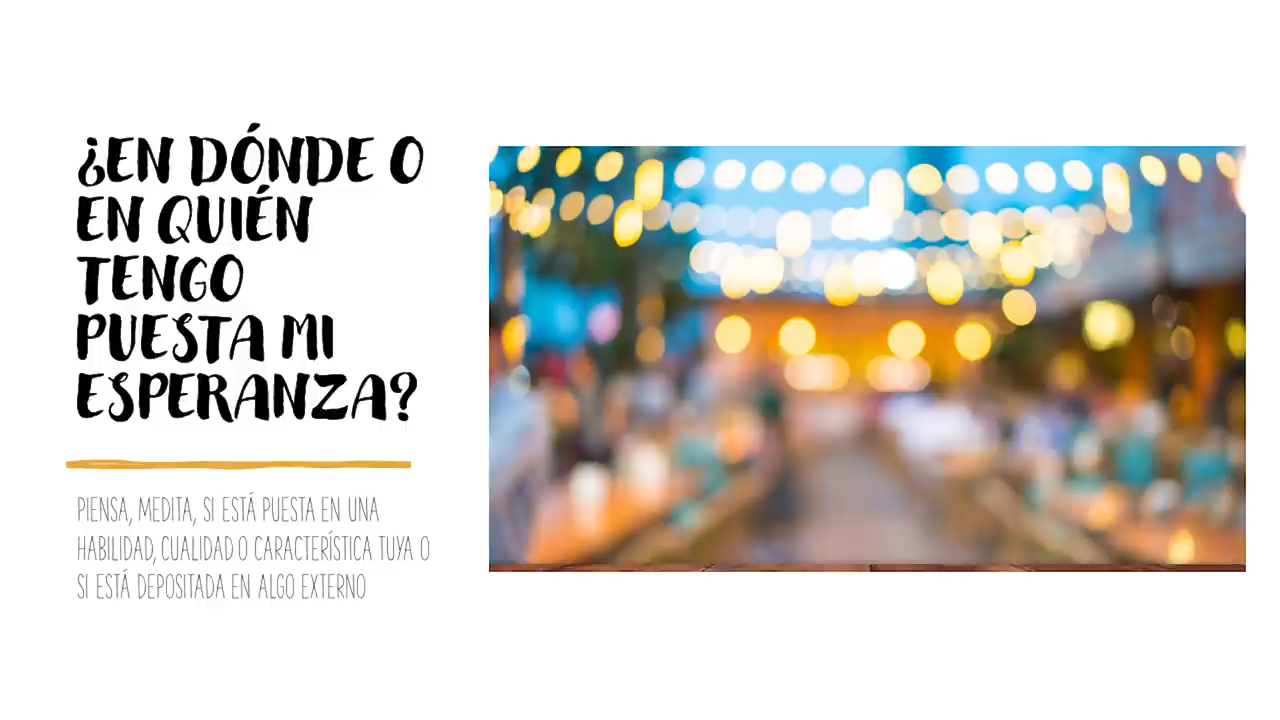 ¿EN DÓNDE O
EN QUIÉN
TENGO
PUESTA MI
ESPERANZA?
PIENSA, MEDITA, SI ESTÁ PUESTA EN UNA
HABILIDAD, CUALIDAD O CARACTERÍSTICA TUYA O
SI ESTÁ DEPOSITADA EN ALGO EXTERNO